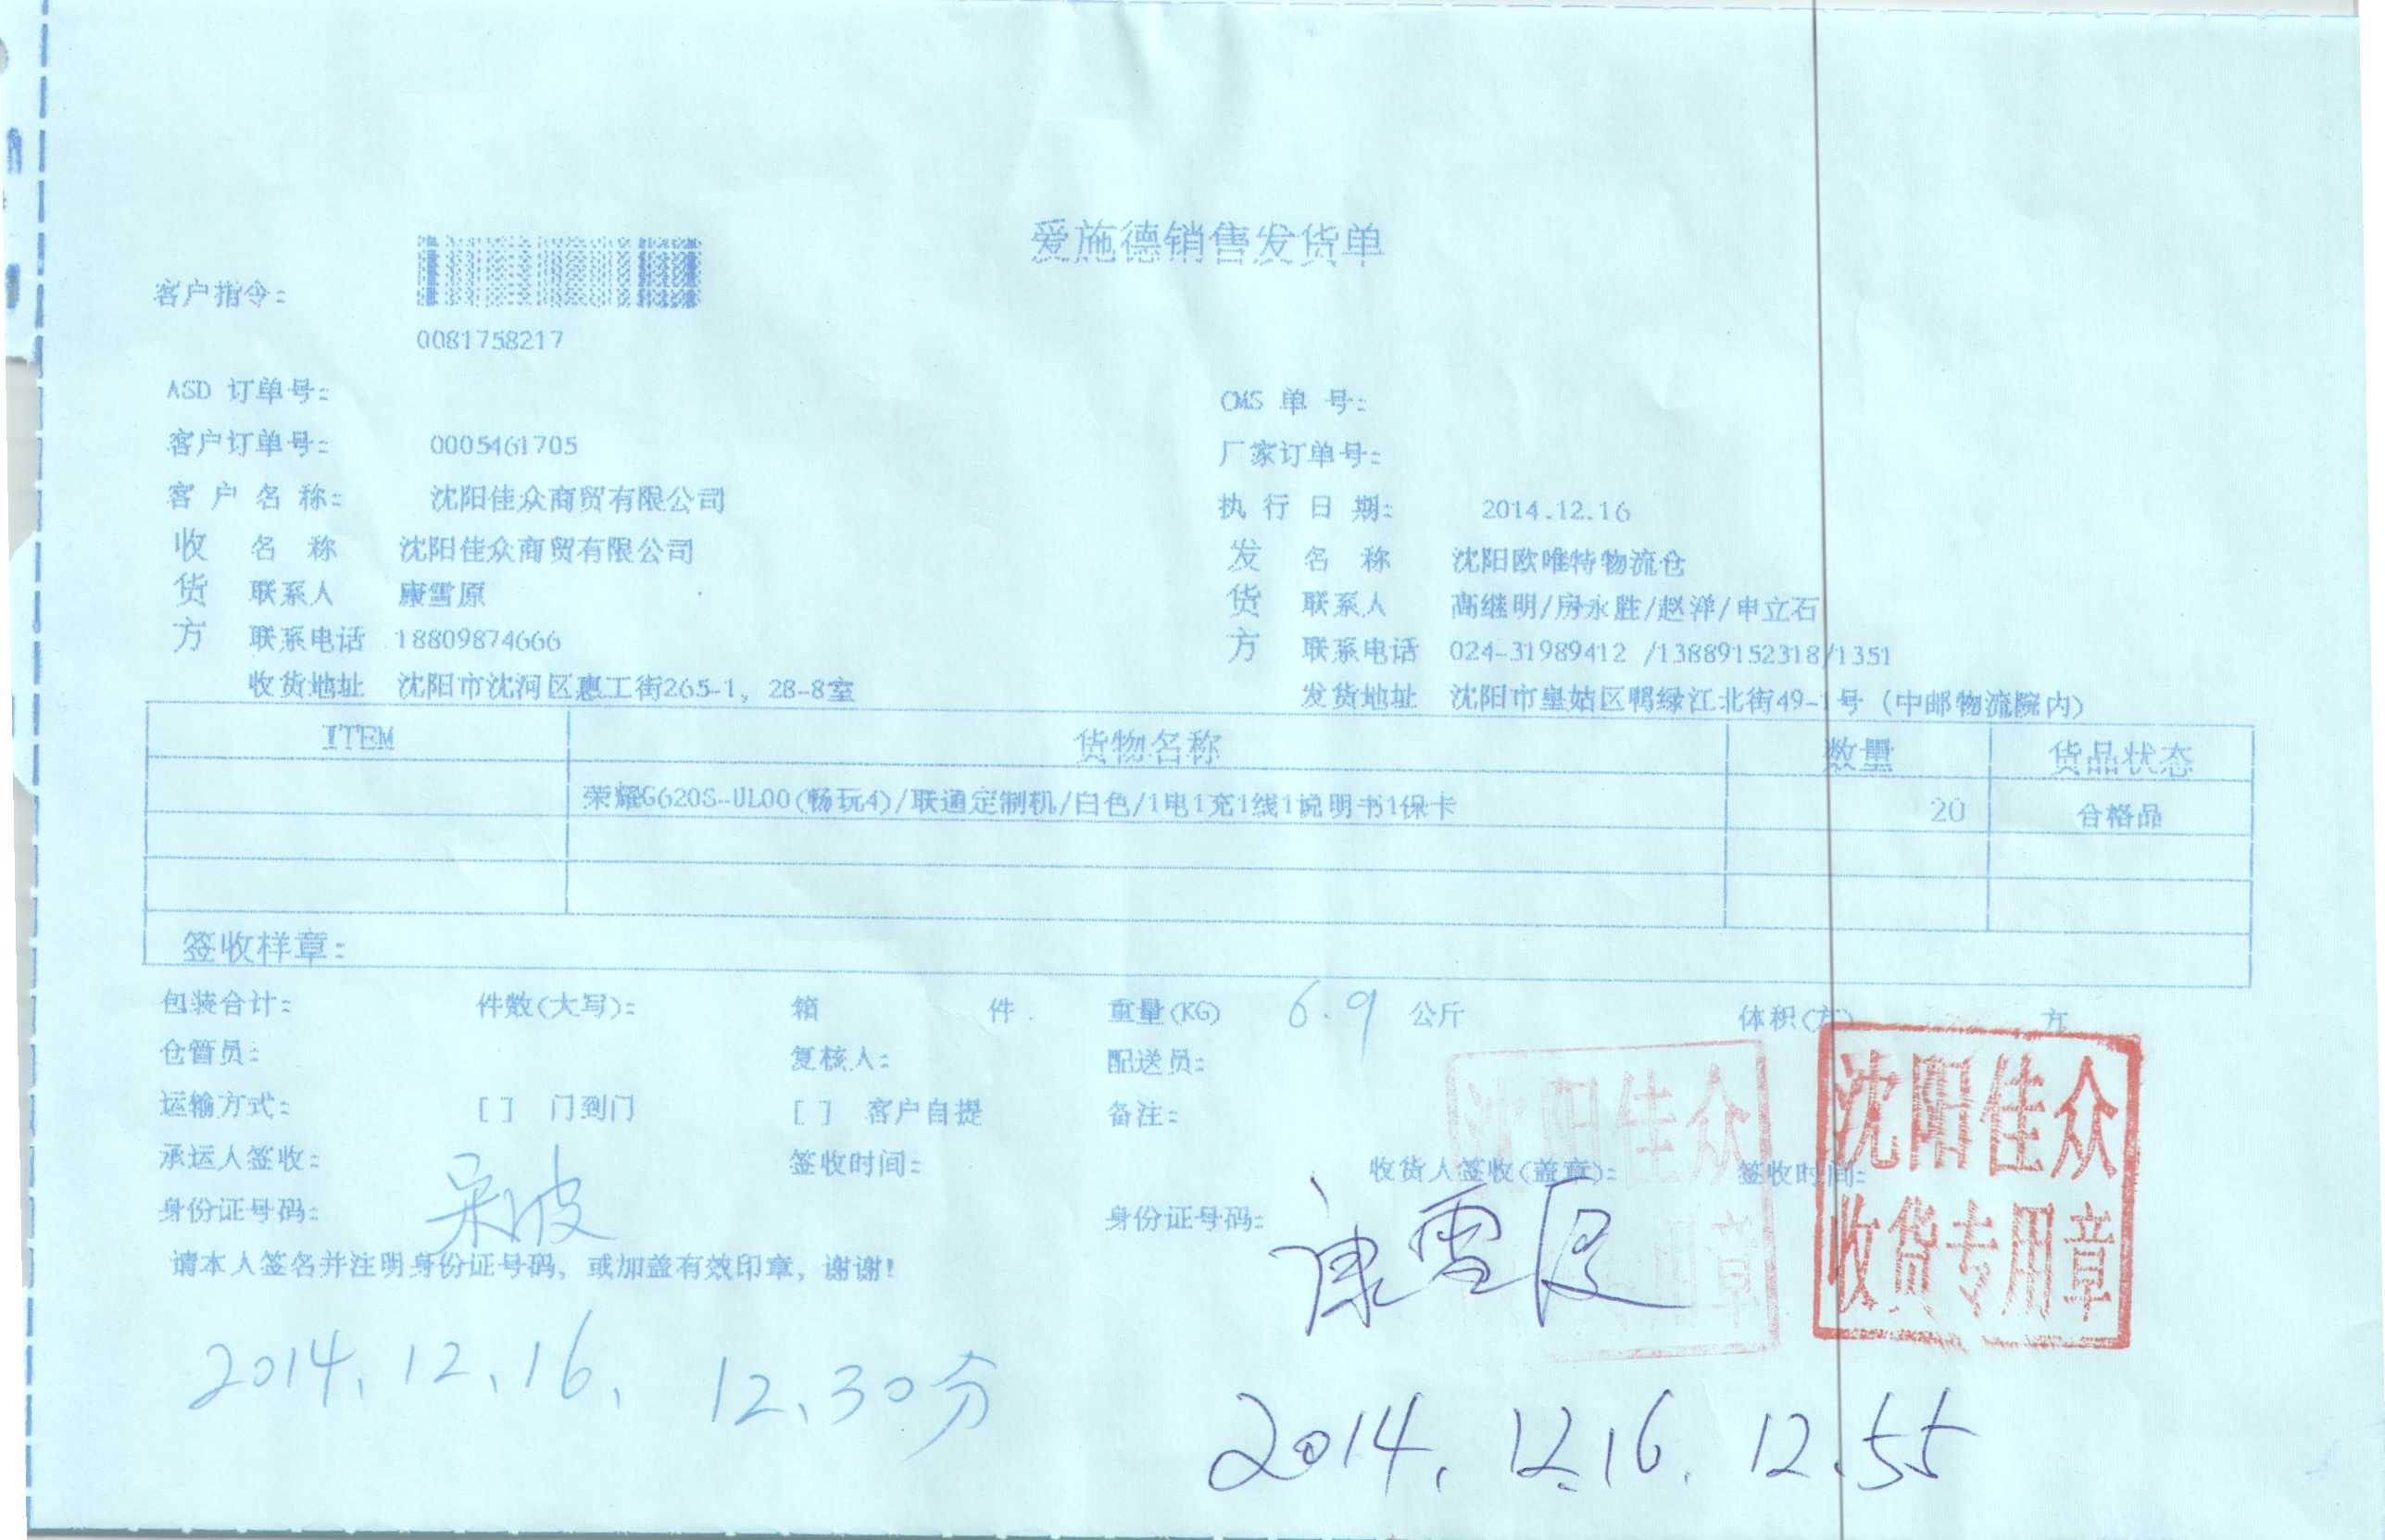 爱施德销售发货单
客户指令:
0081758217
ASD 订单号: CMS 单 号:
客户订单号: 0005461705 厂家订单号:
客 户 名 称: 沈阳佳众商贸有限公司 执 行 日 期: 2014.12.16
收 名 称 沈阳佳众商贸有限公司 发 名 称 沈阳欧唯特物流仓
货 联系人 康雪原 货 联系人 高继明/房永胜/赵洋/申立石
方 联系电话 18809874666 方 联系电话 024-31989412 /13889152318/1351
收货地址 沈阳市沈河区惠工街265-1, 28-8室 发货地址 沈阳市皇姑区鸭绿江北街49-1号 (中邮物流院内)
ITEM 货物名称 数量 货品状态
荣耀G620S-UL00(畅玩4)/联通定制机/白色/1电1充1线1说明书1保卡 20 合格品
签收样章:
包装合计: 件数(大写): 箱 件. 重量(KG) 6.9 公斤 体积(方) 方
仓管员: 复核人: 配送员:
运输方式: [ ] 门到门 [ ] 客户自提 备注:
承运人签收: 签收时间: 收货人签收(盖章): 签收时间:
身份证号码: 身份证号码: 康雪原
请本人签名并注明身份证号码, 或加盖有效印章, 谢谢!
沈阳佳众
收货专用章
沈阳佳众
用章
2014.12.16. 12.30分
2014.12.16. 12.55